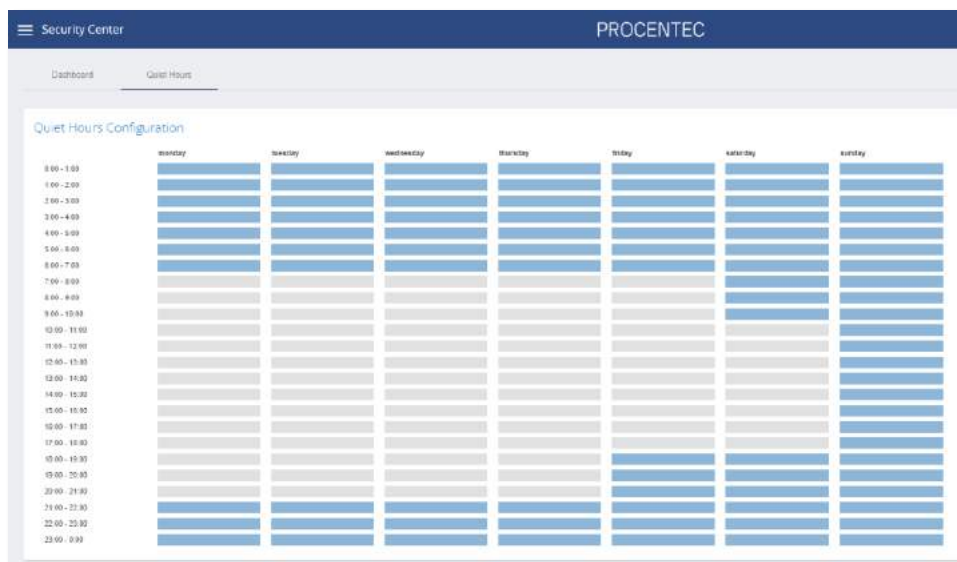 Security Center
PROCENTEC
Dashboard
Quiet Hours
Quiet Hours Configuration
monday tuesday wednesday thursday friday saturday sunday
0:00 - 1:00
1:00 - 2:00
2:00 - 3:00
3:00 - 4:00
4:00 - 5:00
5:00 - 6:00
6:00 - 7:00
7:00 - 8:00
8:00 - 9:00
9:00 - 10:00
10:00 - 11:00
11:00 - 12:00
12:00 - 13:00
13:00 - 14:00
14:00 - 15:00
15:00 - 16:00
16:00 - 17:00
17:00 - 18:00
18:00 - 19:00
19:00 - 20:00
20:00 - 21:00
21:00 - 22:00
22:00 - 23:00
23:00 - 0:00